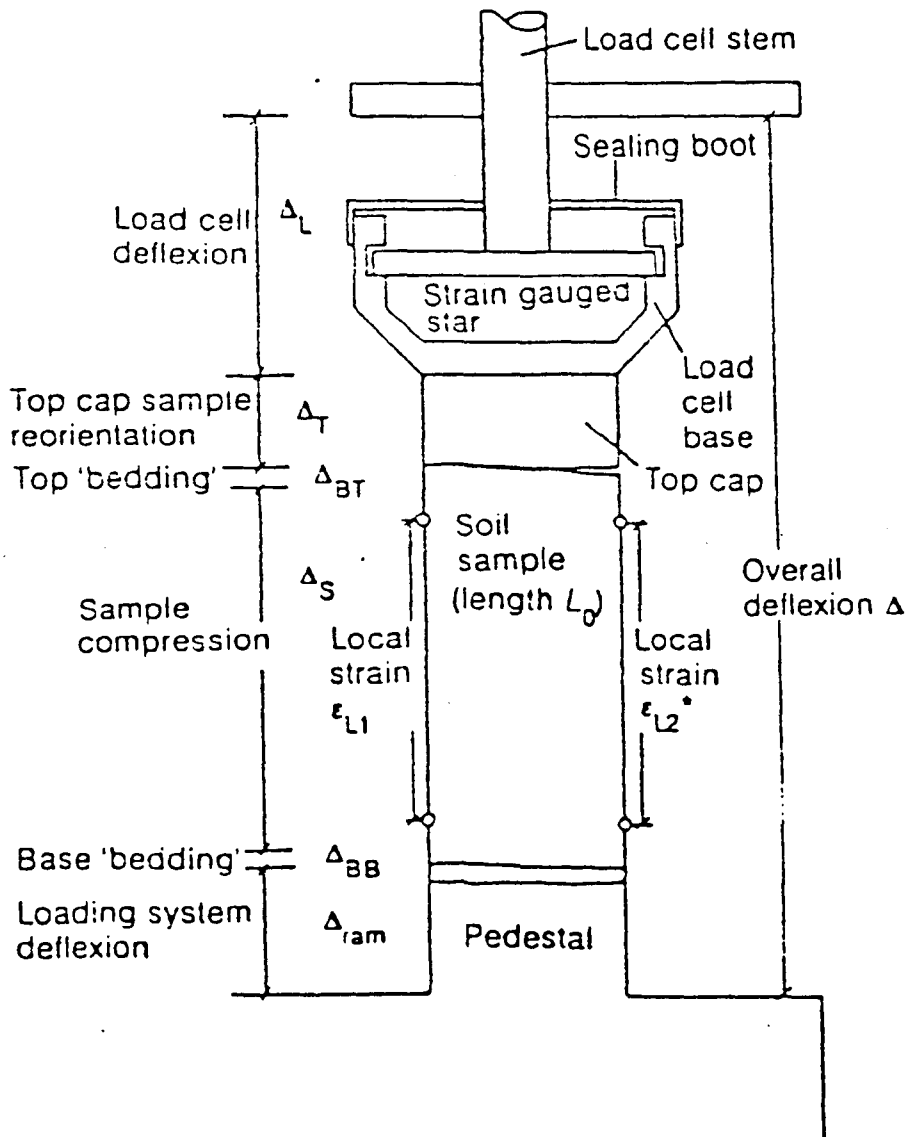 Load cell stem
Sealing boot
Load cell
deflexion
Δ_L
Strain gauged
star
Load
cell
base
Top cap sample
reorientation
Δ_T
Top 'bedding'
Δ_BT
Top cap
Soil
sample
(length L_0)
Δ_S
Sample
compression
Local
strain
ε_L1
Local
strain
ε_L2*
Overall
deflexion Δ
Base 'bedding'
Δ_BB
Loading system
deflexion
Δ_ram
Pedestal